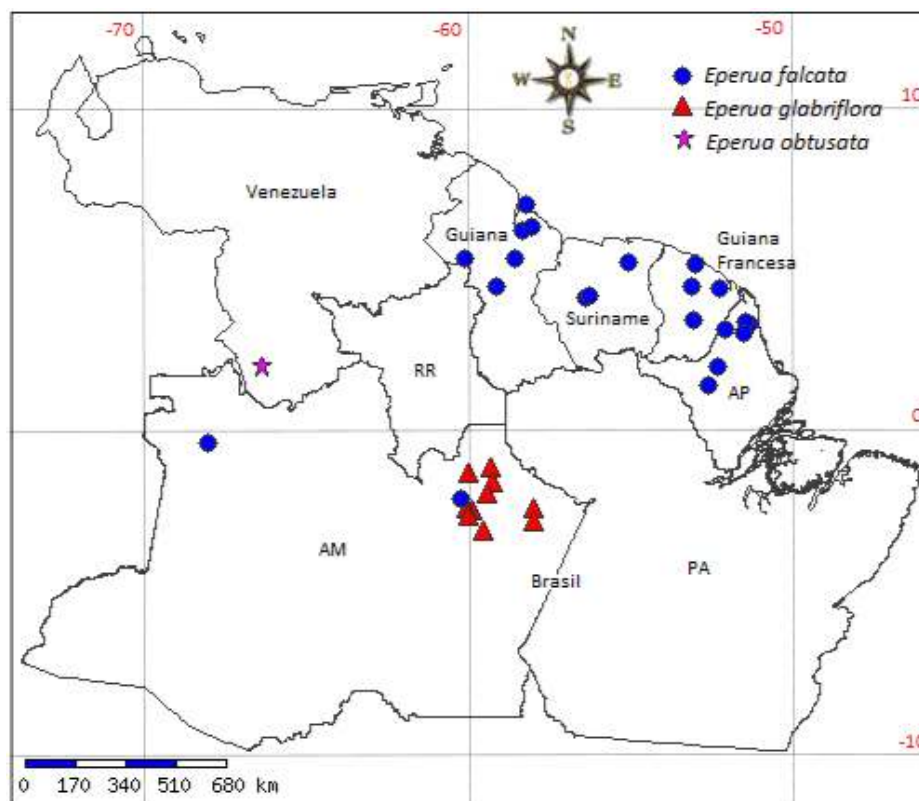 -70
-60
-50
N
W
E
S
Eperua falcata
Eperua glabriflora
Eperua obtusata
10
Venezuela
Guiana
Guiana
Francesa
Suriname
RR
AP
0
AM
Brasil
PA
-10
0 170 340 510 680 km